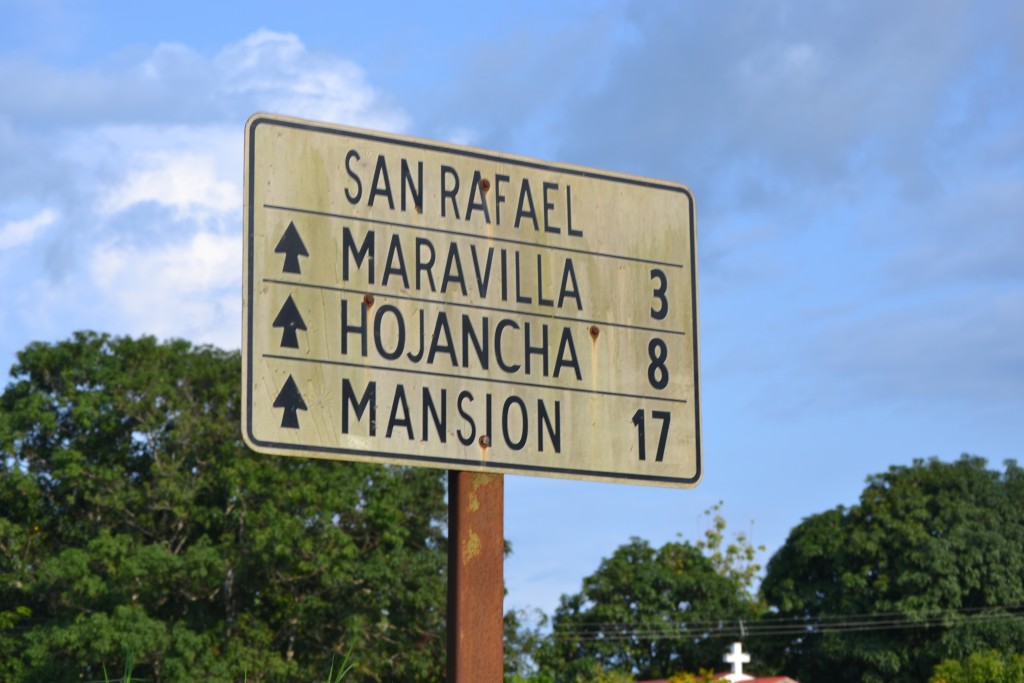 SAN RAFAEL
MARAVILLA 3
HOJANCHA 8
MANSION 17